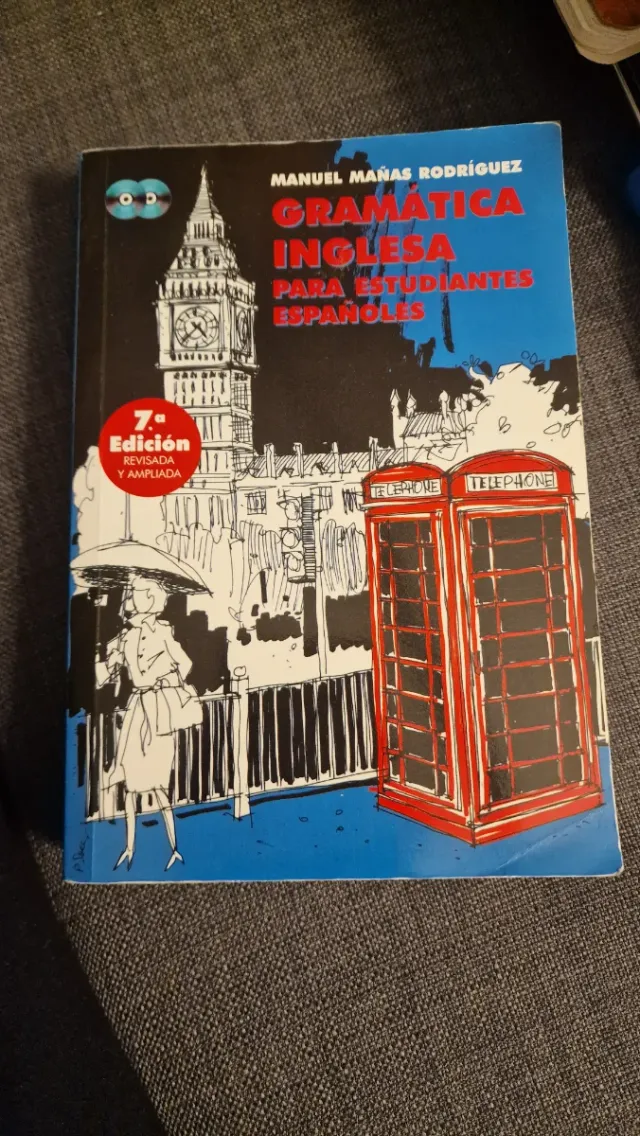 MANUEL MAÑAS RODRÍGUEZ
GRAMÁTICA
INGLESA
PARA ESTUDIANTES
ESPAÑOLES
7.ª
Edición
REVISADA
Y AMPLIADA
TELEPHONE
TELEPHONE